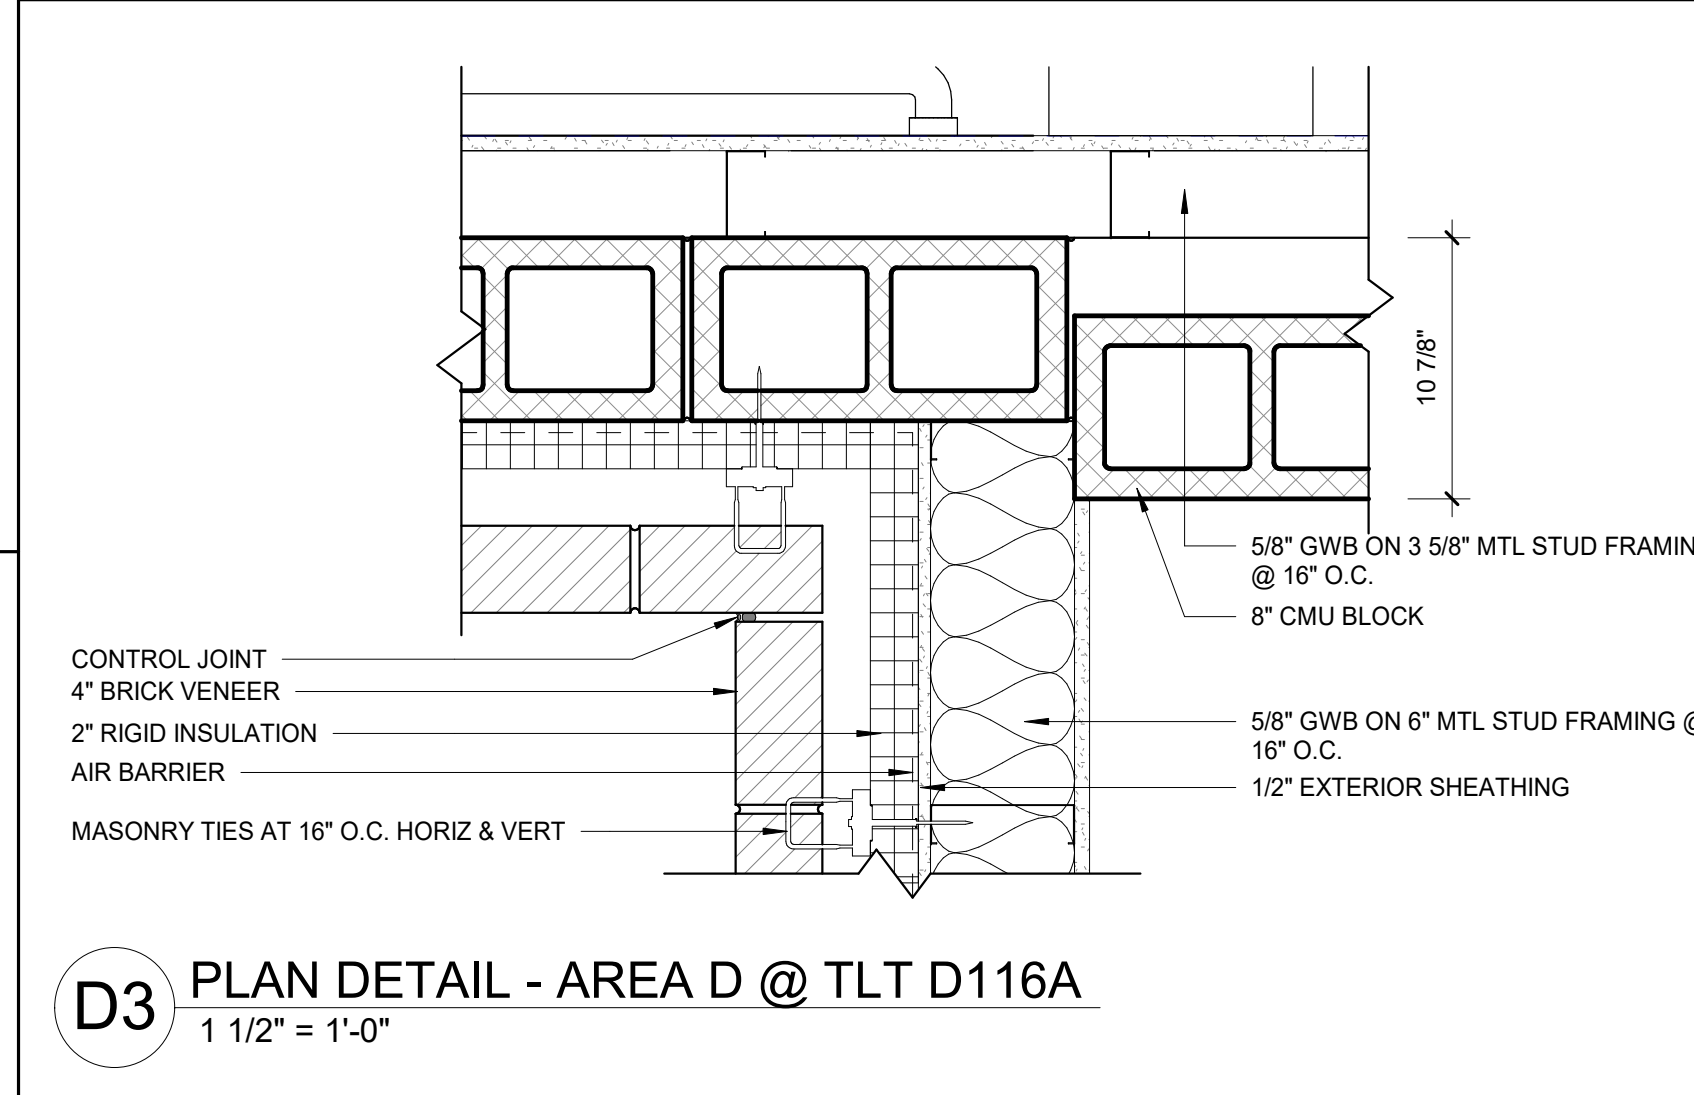 10 7/8"
5/8" GWB ON 3 5/8" MTL STUD FRAMIN
@ 16" O.C.
8" CMU BLOCK
CONTROL JOINT
4" BRICK VENEER
2" RIGID INSULATION
AIR BARRIER
MASONRY TIES AT 16" O.C. HORIZ & VERT
5/8" GWB ON 6" MTL STUD FRAMING @
16" O.C.
1/2" EXTERIOR SHEATHING
D3
PLAN DETAIL - AREA D @ TLT D116A
1 1/2" = 1'-0"